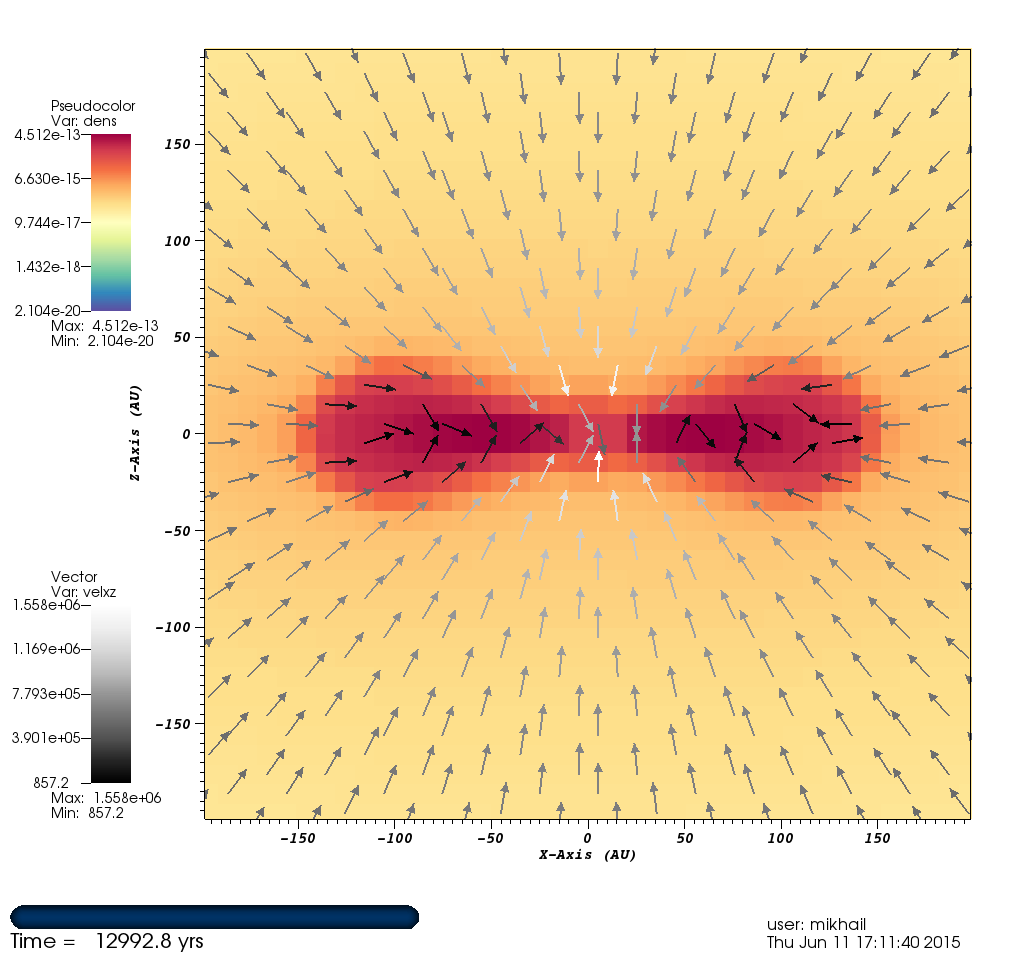 Pseudocolor
Var: dens
4.512e-13
6.630e-15
9.744e-17
1.432e-18
2.104e-20
Max: 4.512e-13
Min: 2.104e-20
Vector
Var: velxz
1.558e+06
1.169e+06
7.793e+05
3.901e+05
857.2
Max: 1.558e+06
Min: 857.2
Z-Axis (AU)
150
100
50
0
-50
-100
-150
-150 -100 -50 0 50 100 150
X-Axis (AU)
Time = 12992.8 yrs
user: mikhail
Thu Jun 11 17:11:40 2015